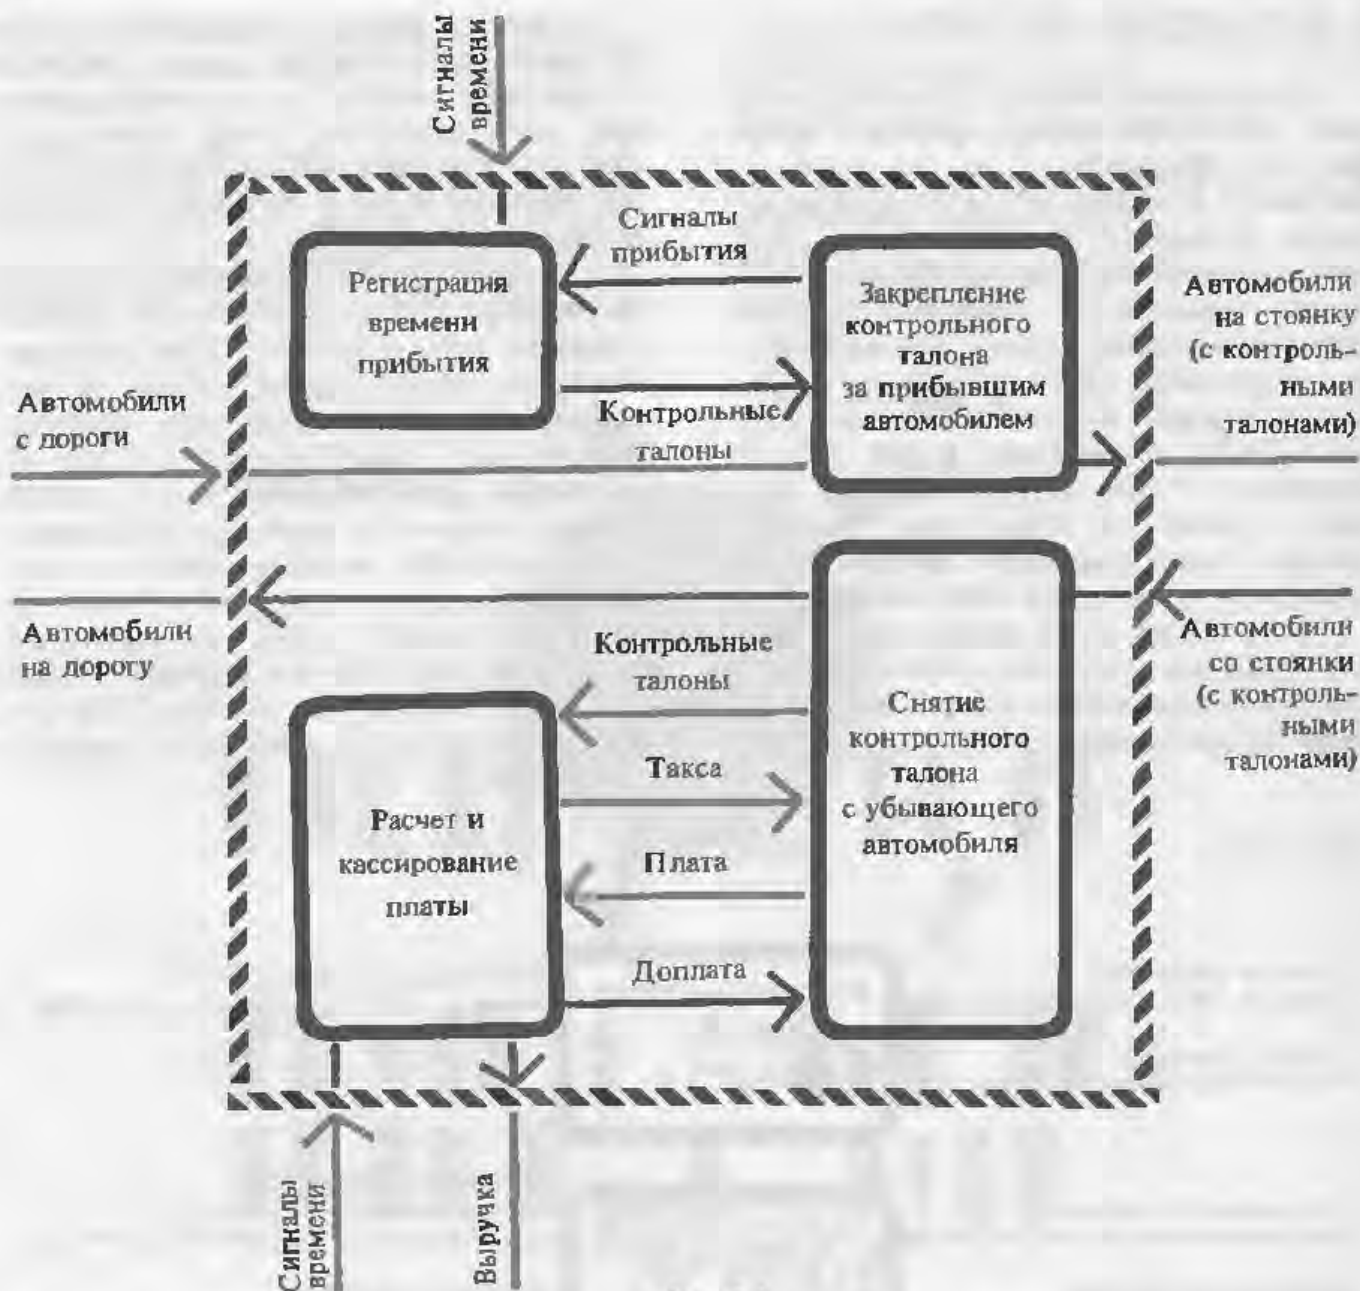 Сигналы
времени
Сигналы
прибытия
Регистрация
времени
прибытия
Закрепление
контрольного
талона
за прибывшим
автомобилем
Автомобили
на стоянку
(с контроль-
ными
талонами)
Автомобили
с дороги
Контрольные
талоны
Автомобили
на дорогу
Контрольные
талоны
Автомобили
со стоянки
(с контроль-
ными
талонами)
Снятие
контрольного
талона
с убывающего
автомобиля
Такса
Расчет и
кассирование
платы
Плата
Доплата
Сигналы
времени
Выручка